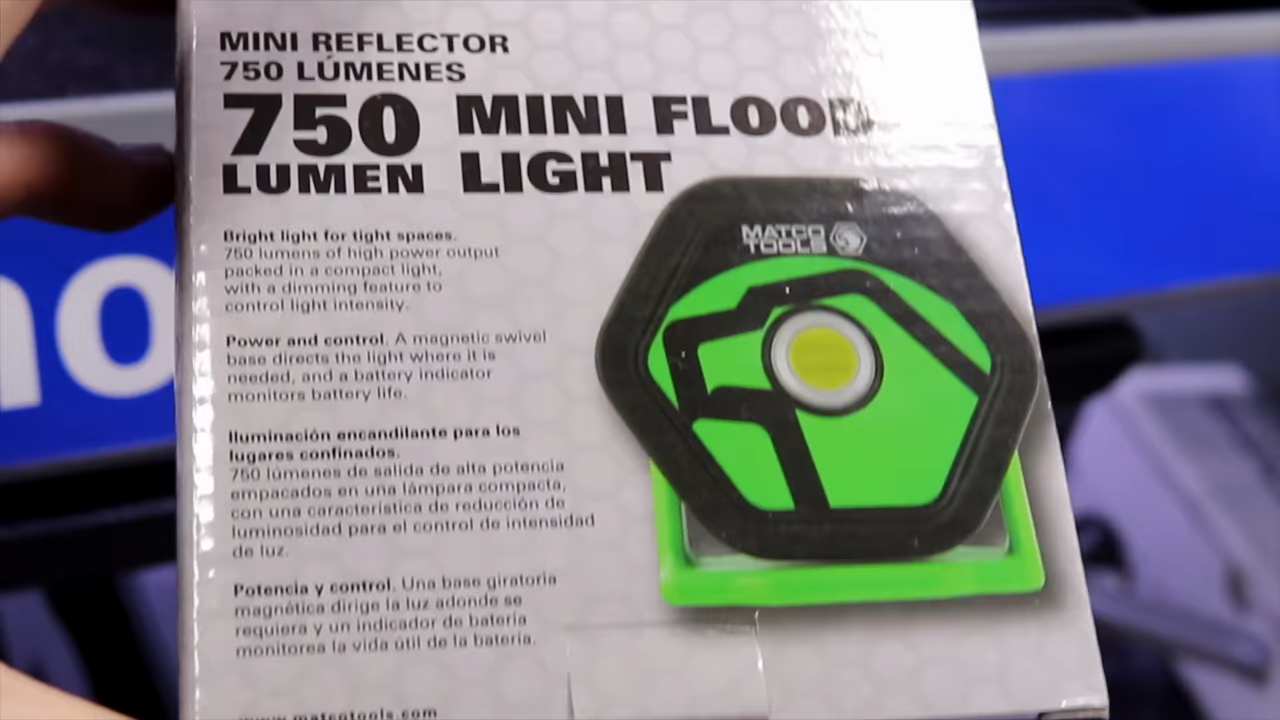 MINI REFLECTOR
750 LÚMENES
750 MINI FLOOD
LUMEN LIGHT
Bright light for tight spaces.
750 lumens of high power output
packed in a compact light,
with a dimming feature to
control light intensity.
Power and control. A magnetic swivel
base directs the light where it is
needed, and a battery indicator
monitors battery life.
Iluminación encandilante para los
lugares confinados.
750 lúmenes de salida de alta potencia
empacados en una lámpara compacta,
con una característica de reducción de
luminosidad para el control de intensidad
de luz.
Potencia y control. Una base giratoria
magnética dirige la luz adonde se
requiera y un indicador de batería
monitorea la vida útil de la batería.
www.matcotools.com
MATCO
TOOLS